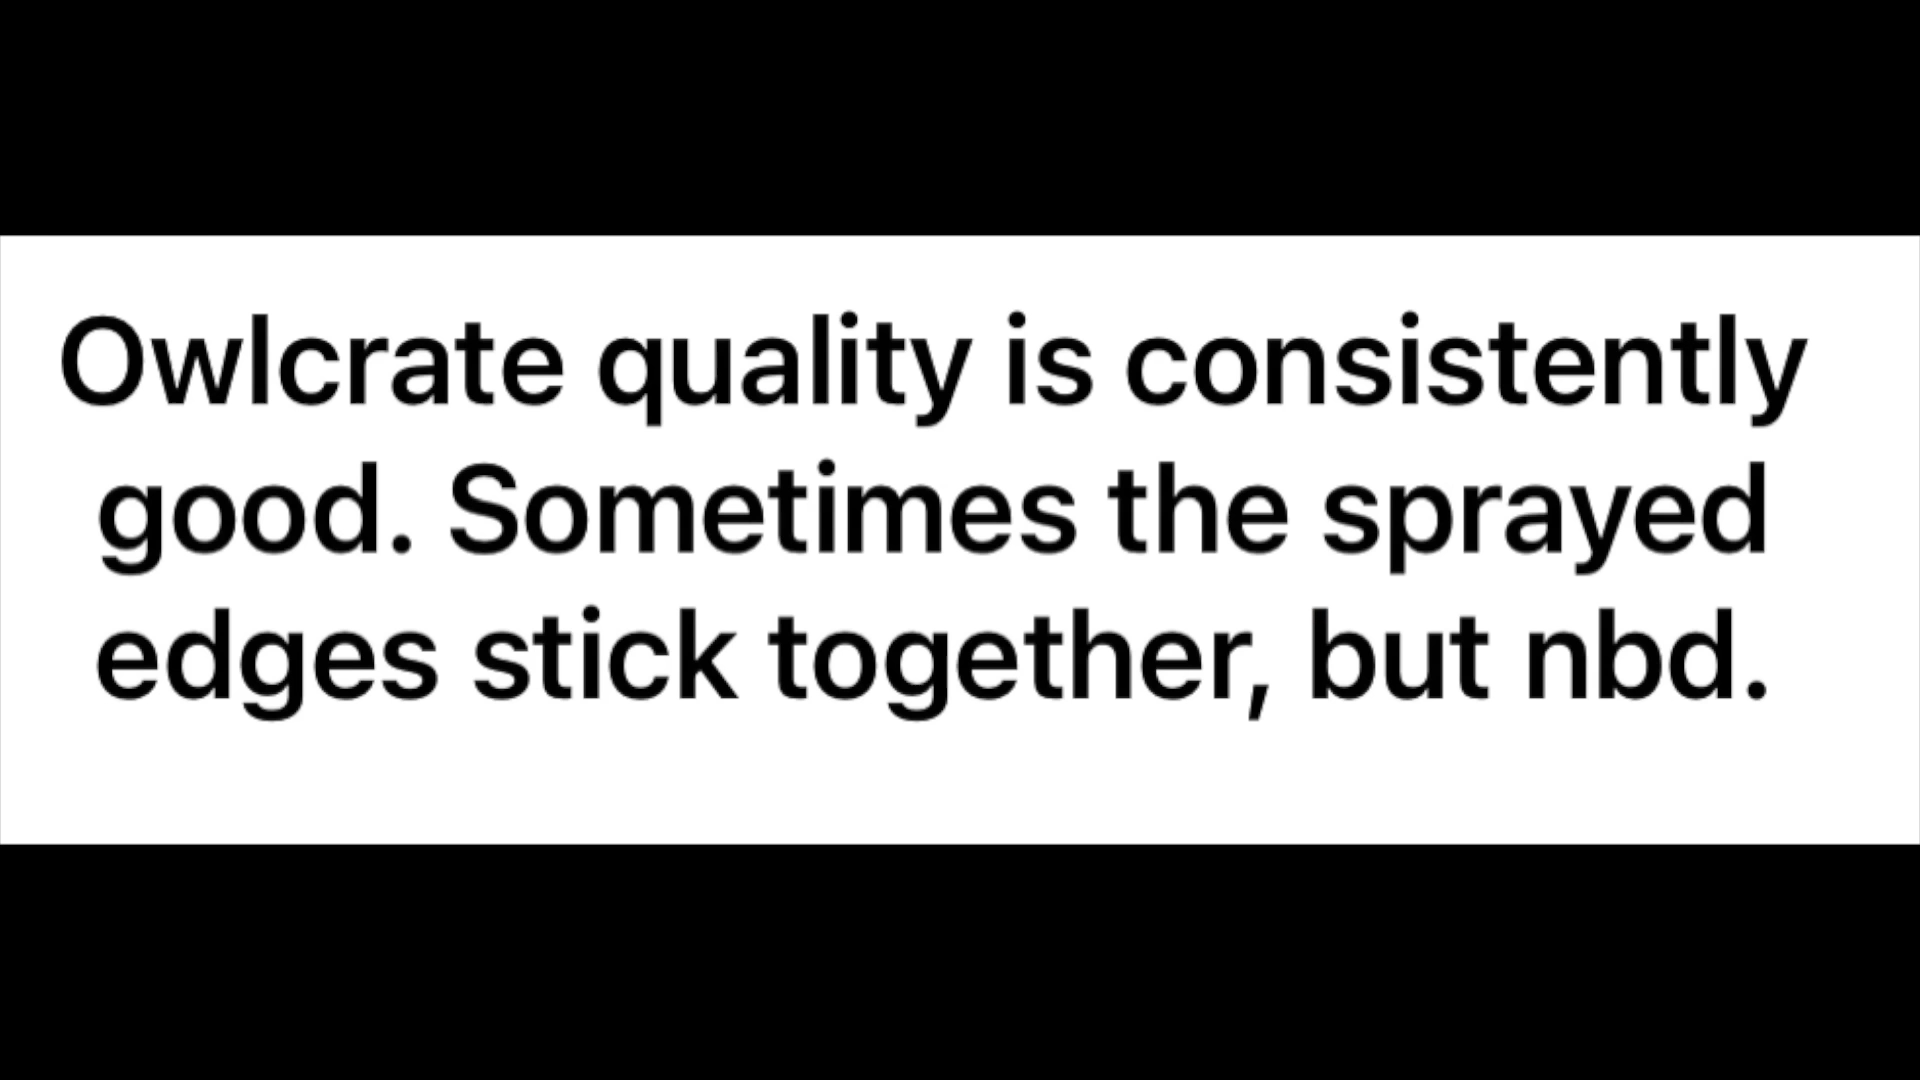 Owlcrate quality is consistently
good. Sometimes the sprayed
edges stick together, but nbd.